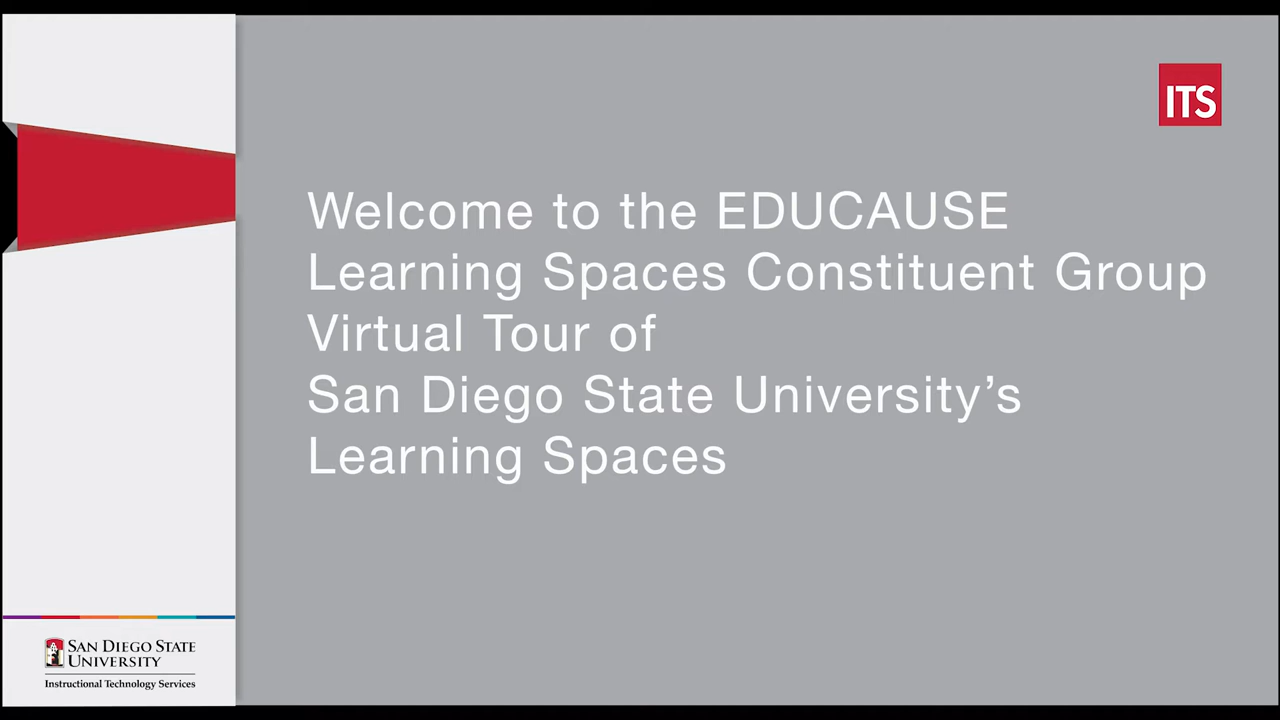 ITS
Welcome to the EDUCAUSE
Learning Spaces Constituent Group
Virtual Tour of
San Diego State University’s
Learning Spaces
SAN DIEGO STATE
UNIVERSITY
Instructional Technology Services